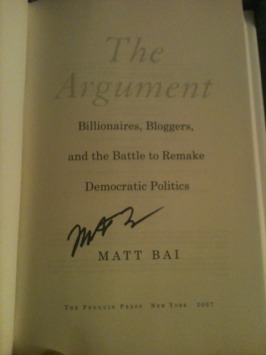 The
Argument
Billionaires, Bloggers,
and the Battle to Remake
Democratic Politics
MATT BAI
THE PENGUIN PRESS NEW YORK 2007